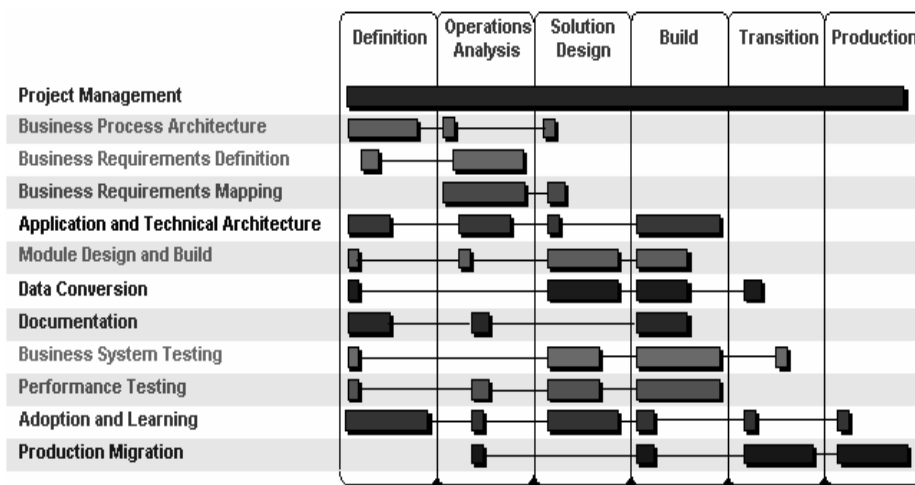 Definition
Operations
Analysis
Solution
Design
Build
Transition
Production
Project Management
Business Process Architecture
Business Requirements Definition
Business Requirements Mapping
Application and Technical Architecture
Module Design and Build
Data Conversion
Documentation
Business System Testing
Performance Testing
Adoption and Learning
Production Migration